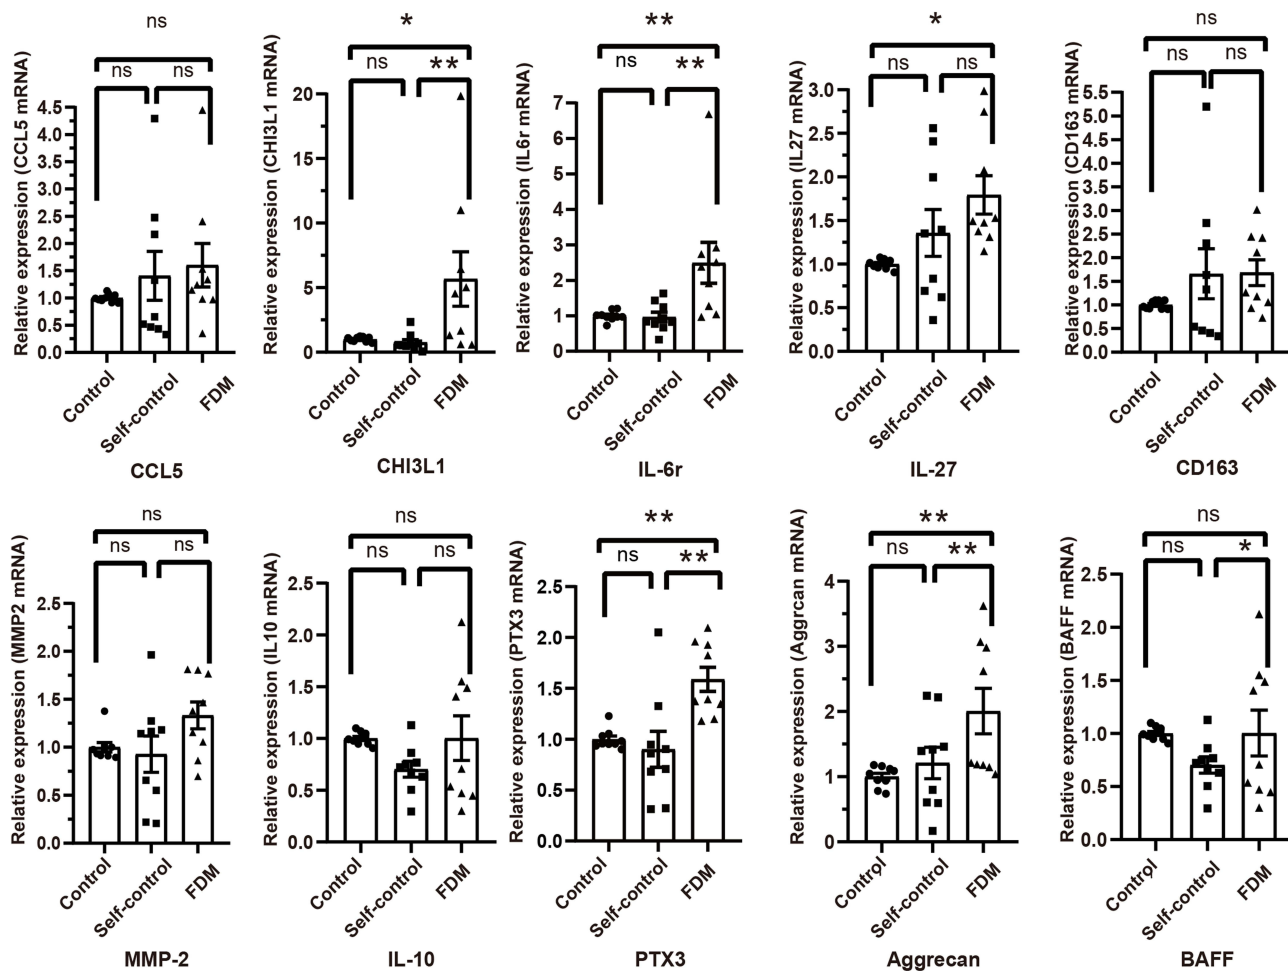 ns
ns
ns
Relative expression (CCL5 mRNA)
4.5
4.0
3.5
3.0
2.5
2.0
1.5
1.0
0.5
0.0
Control
Self-control
FDM
CCL5
*
ns
**
Relative expression (CHI3L1 mRNA)
20
15
10
5
0
Control
Self-control
FDM
CHI3L1
**
ns
**
Relative expression (IL6r mRNA)
7
6
5
4
3
2
1
0
Control
Self-control
FDM
IL-6r
*
ns
ns
Relative expression (IL27 mRNA)
3.0
2.5
2.0
1.5
1.0
0.5
0.0
Control
Self-control
FDM
IL-27
ns
ns
ns
Relative expression (CD163 mRNA)
5.5
5.0
4.5
4.0
3.5
3.0
2.5
2.0
1.5
1.0
0.5
0.0
Control
Self-control
FDM
CD163
ns
ns
ns
Relative expression (MMP2 mRNA)
2.5
2.0
1.5
1.0
0.5
0.0
Control
Self-control
FDM
MMP-2
ns
ns
ns
Relative expression (IL10 mRNA)
2.5
2.0
1.5
1.0
0.5
0.0
Control
Self-control
FDM
IL-10
**
ns
**
Relative expression (PTX3 mRNA)
2.5
2.0
1.5
1.0
0.5
0.0
Control
Self-control
FDM
PTX3
**
ns
**
Relative expression (Aggrcan mRNA)
4
3
2
1
0
Control
Self-control
FDM
Aggrecan
ns
ns
*
Relative expression (BAFF mRNA)
2.5
2.0
1.5
1.0
0.5
0.0
Control
Self-control
FDM
BAFF